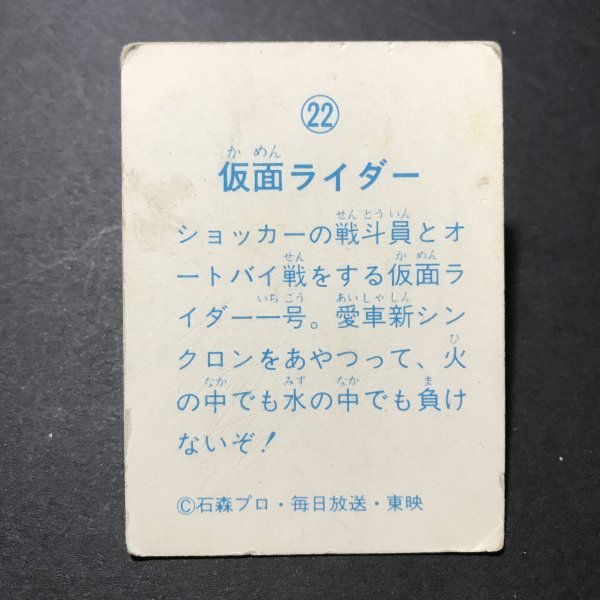 ㉒
か めん
仮面ライダー
せん とう いん
ショッカーの戦斗員とオ
せん か めん
ートバイ戦をする仮面ラ
いち ごう あい しゃ しん
イダー一号。愛車新シン
ひ
クロンをあやつって、火
なか みず なか ま
の中でも水の中でも負け
ないぞ！
©石森プロ・毎日放送・東映